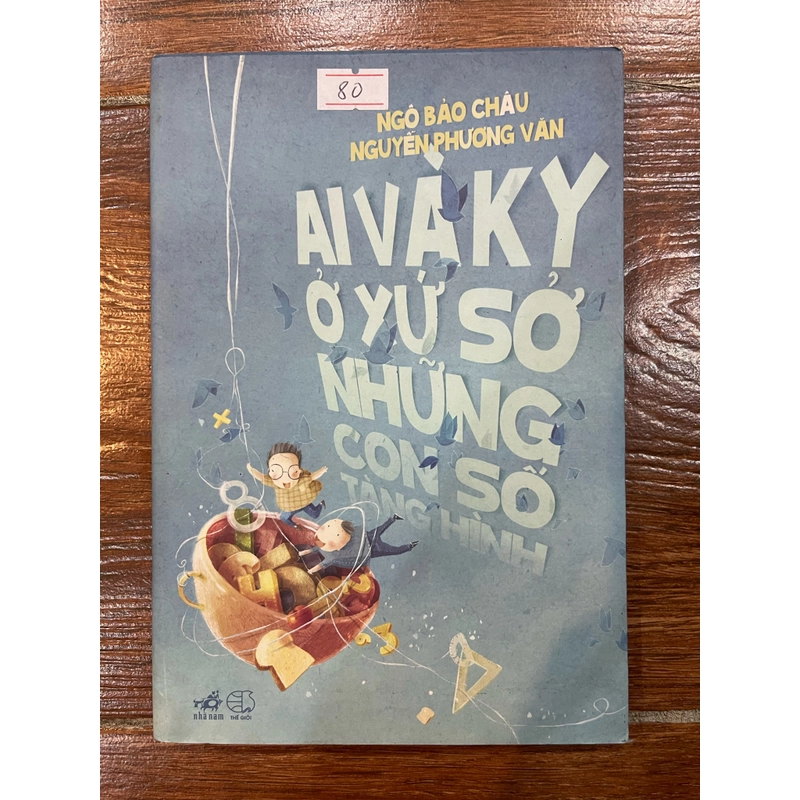 80
NGÔ BẢO CHÂU
NGUYỄN PHƯƠNG VĂN
AI VÀ KY
Ở XỨ SỞ
NHỮNG
CON SỐ
TÀNG HÌNH
nhã nam
THẾ GIỚI